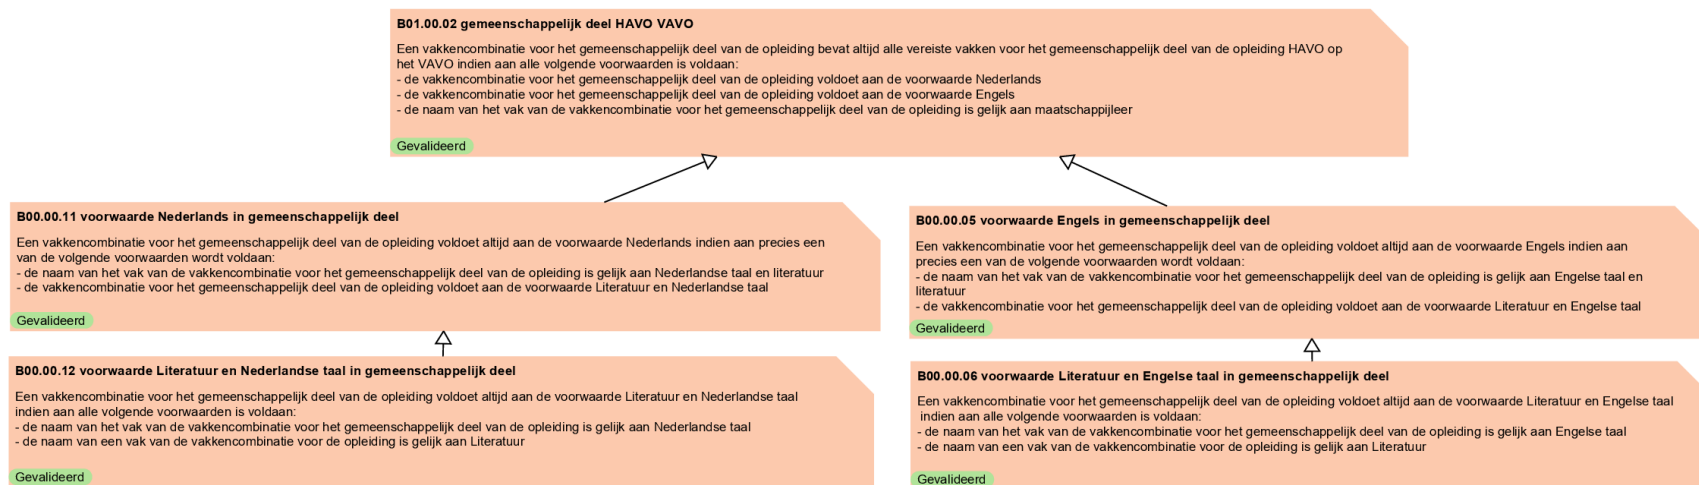 B01.00.02 gemeenschappelijk deel HAVO VAVO
Een vakkencombinatie voor het gemeenschappelijk deel van de opleiding bevat altijd alle vereiste vakken voor het gemeenschappelijk deel van de opleiding HAVO op
het VAVO indien aan alle volgende voorwaarden is voldaan:
- de vakkencombinatie voor het gemeenschappelijk deel van de opleiding voldoet aan de voorwaarde Nederlands
- de vakkencombinatie voor het gemeenschappelijk deel van de opleiding voldoet aan de voorwaarde Engels
- de naam van het vak van de vakkencombinatie voor het gemeenschappelijk deel van de opleiding is gelijk aan maatschappijleer
Gevalideerd
B00.00.11 voorwaarde Nederlands in gemeenschappelijk deel
Een vakkencombinatie voor het gemeenschappelijk deel van de opleiding voldoet altijd aan de voorwaarde Nederlands indien aan precies een
van de volgende voorwaarden wordt voldaan:
- de naam van het vak van de vakkencombinatie voor het gemeenschappelijk deel van de opleiding is gelijk aan Nederlandse taal en literatuur
- de vakkencombinatie voor het gemeenschappelijk deel van de opleiding voldoet aan de voorwaarde Literatuur en Nederlandse taal
Gevalideerd
B00.00.05 voorwaarde Engels in gemeenschappelijk deel
Een vakkencombinatie voor het gemeenschappelijk deel van de opleiding voldoet altijd aan de voorwaarde Engels indien aan
precies een van de volgende voorwaarden wordt voldaan:
- de naam van het vak van de vakkencombinatie voor het gemeenschappelijk deel van de opleiding is gelijk aan Engelse taal en
literatuur
- de vakkencombinatie voor het gemeenschappelijk deel van de opleiding voldoet aan de voorwaarde Literatuur en Engelse taal
Gevalideerd
B00.00.12 voorwaarde Literatuur en Nederlandse taal in gemeenschappelijk deel
Een vakkencombinatie voor het gemeenschappelijk deel van de opleiding voldoet altijd aan de voorwaarde Literatuur en Nederlandse taal
indien aan alle volgende voorwaarden is voldaan:
- de naam van het vak van de vakkencombinatie voor het gemeenschappelijk deel van de opleiding is gelijk aan Nederlandse taal
- de naam van een vak van de vakkencombinatie voor de opleiding is gelijk aan Literatuur
Gevalideerd
B00.00.06 voorwaarde Literatuur en Engelse taal in gemeenschappelijk deel
Een vakkencombinatie voor het gemeenschappelijk deel van de opleiding voldoet altijd aan de voorwaarde Literatuur en Engelse taal
indien aan alle volgende voorwaarden is voldaan:
- de naam van het vak van de vakkencombinatie voor het gemeenschappelijk deel van de opleiding is gelijk aan Engelse taal
- de naam van een vak van de vakkencombinatie voor de opleiding is gelijk aan Literatuur
Gevalideerd